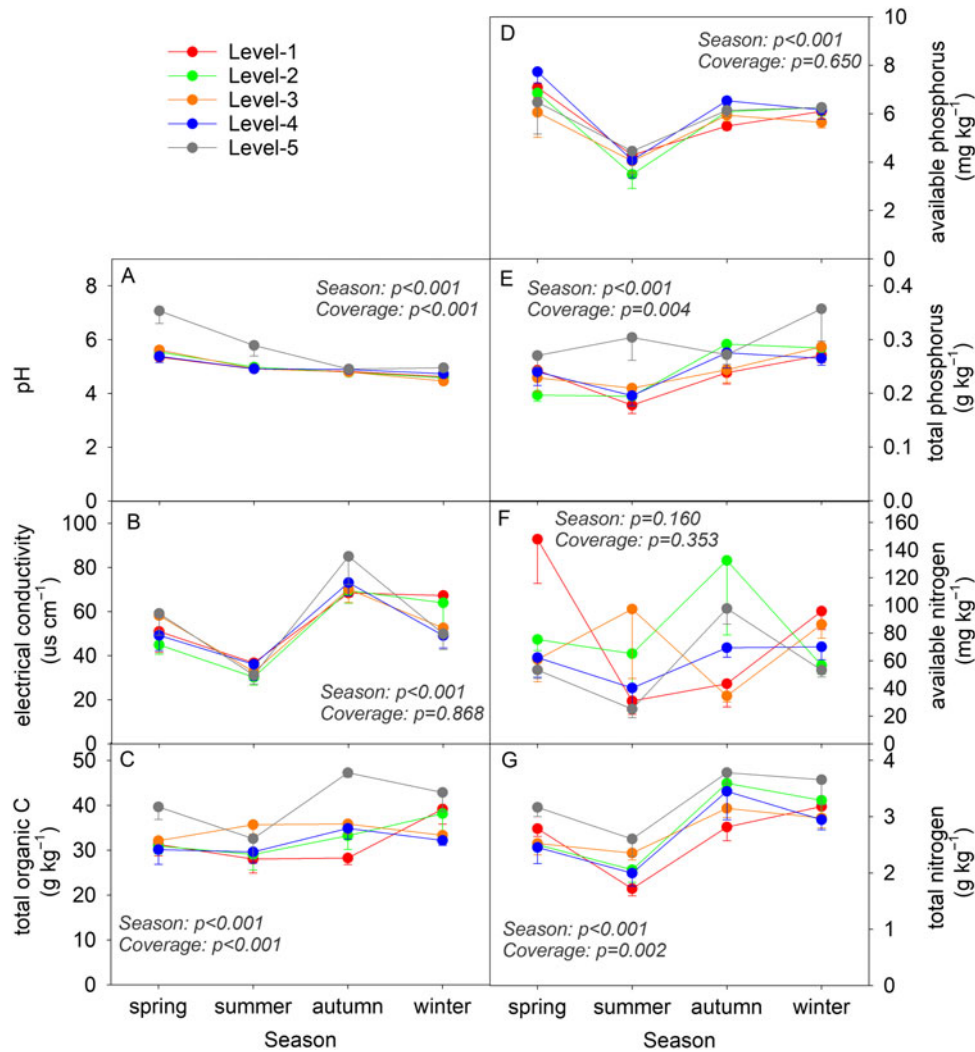 Level-1
Level-2
Level-3
Level-4
Level-5
D
Season: p<0.001
Coverage: p=0.650
10
8
6
4
2
0
available phosphorus
(mg kg⁻¹)
A
Season: p<0.001
Coverage: p<0.001
8
6
4
2
0
pH
E
Season: p<0.001
Coverage: p=0.004
0.4
0.3
0.2
0.1
0.0
total phosphorus
(g kg⁻¹)
B
Season: p<0.001
Coverage: p=0.868
100
80
60
40
20
0
electrical conductivity
(us cm⁻¹)
F
Season: p=0.160
Coverage: p=0.353
160
140
120
100
80
60
40
20
available nitrogen
(mg kg⁻¹)
C
Season: p<0.001
Coverage: p<0.001
50
40
30
20
10
0
total organic C
(g kg⁻¹)
spring summer autumn winter
Season
G
Season: p<0.001
Coverage: p=0.002
4
3
2
1
0
total nitrogen
(g kg⁻¹)
spring summer autumn winter
Season